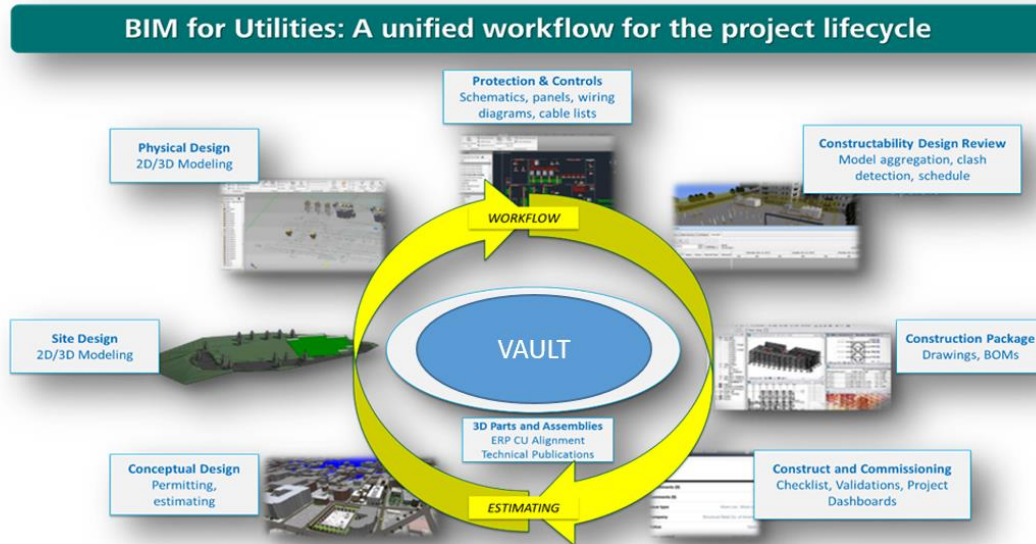 BIM for Utilities: A unified workflow for the project lifecycle
Protection & Controls
Schematics, panels, wiring
diagrams, cable lists
Physical Design
2D/3D Modeling
Constructability Design Review
Model aggregation, clash
detection, schedule
WORKFLOW
Site Design
2D/3D Modeling
VAULT
Construction Package
Drawings, BOMs
3D Parts and Assemblies
ERP CU Alignment
Technical Publications
Conceptual Design
Permitting,
estimating
ESTIMATING
Construct and Commissioning
Checklist, Validations, Project
Dashboards